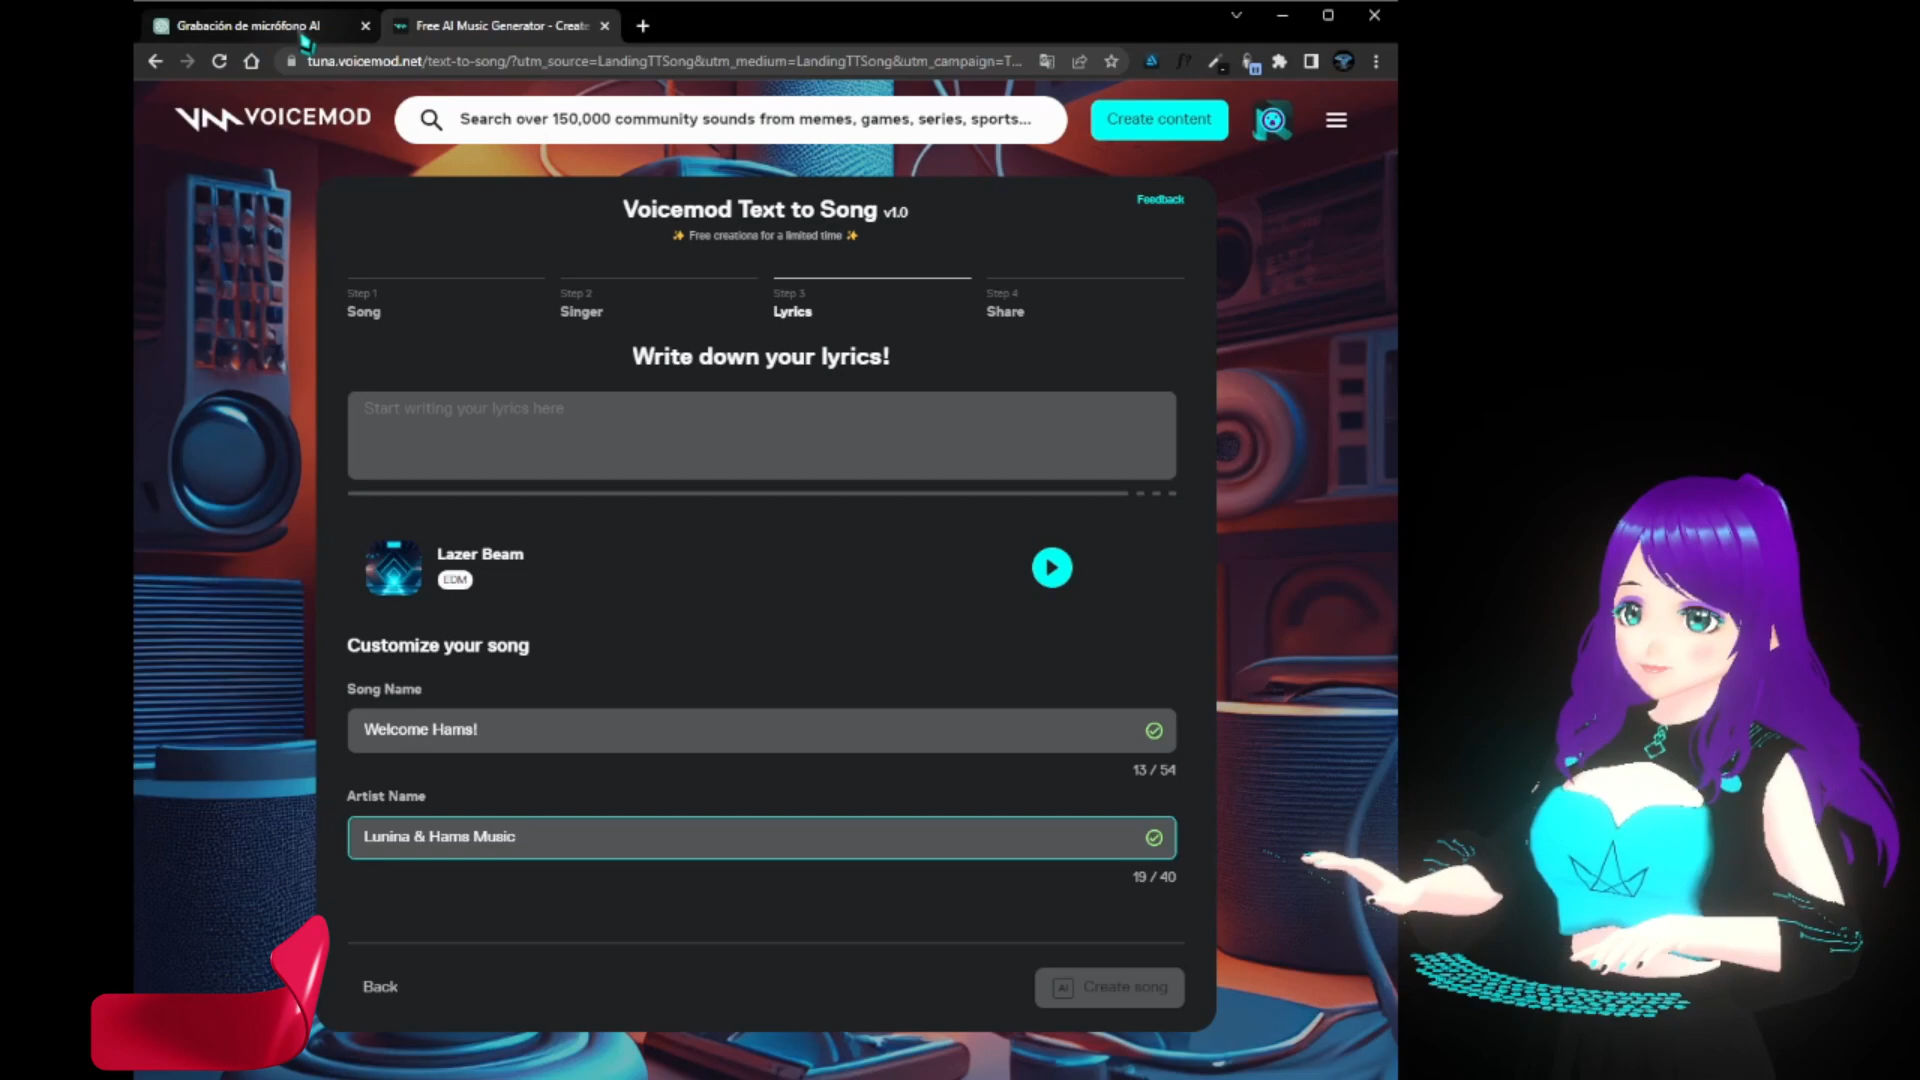 Grabación de micrófono AI
Free AI Music Generator - Create
tuna.voicemod.net/text-to-song/?utm_source=LandingTTSong&utm_medium=LandingTTSong&utm_campaign=T...
VOICEMOD
Search over 150,000 community sounds from memes, games, series, sports...
Create content
Feedback
Voicemod Text to Song v1.0
✨ Free creations for a limited time ✨
Step 1
Song
Step 2
Singer
Step 3
Lyrics
Step 4
Share
Write down your lyrics!
Start writing your lyrics here
Lazer Beam
EDM
Customize your song
Song Name
Welcome Hams!
13 / 54
Artist Name
Lunina & Hams Music
19 / 40
Back
AI Create song